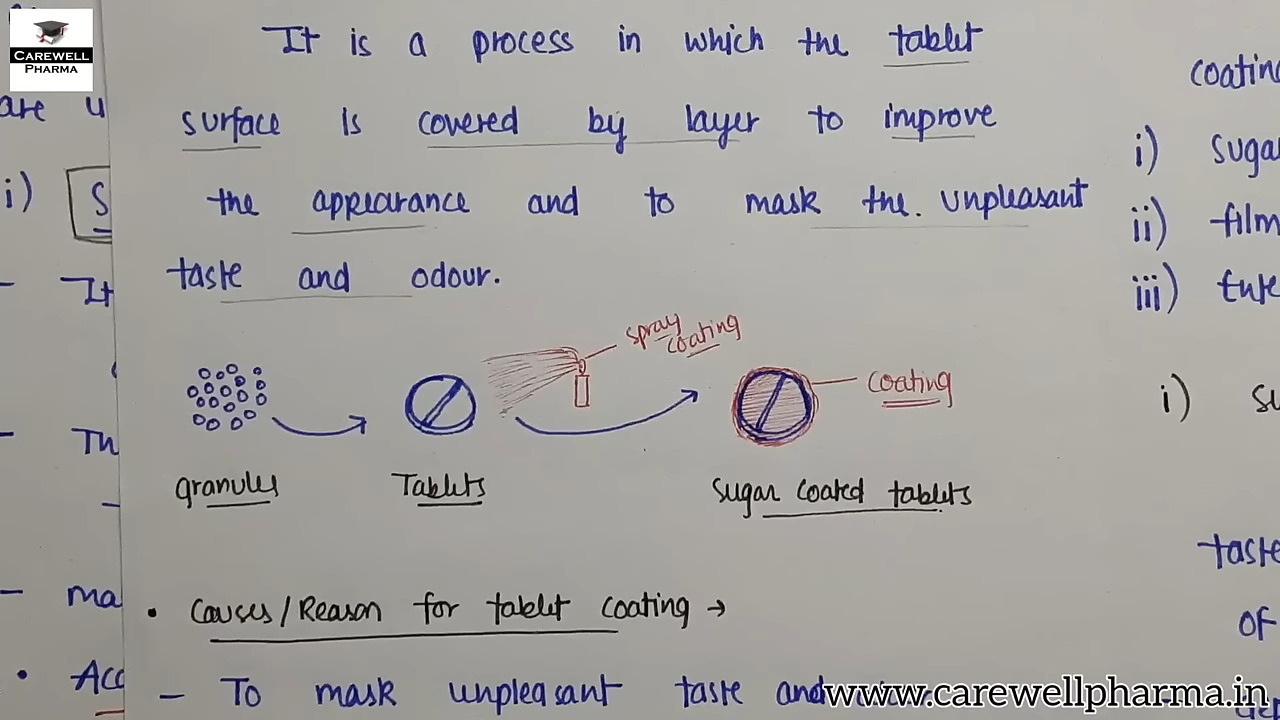 CAREWELL
PHARMA
It is a process in which the tablet
surface is covered by layer to improve
the appearance and to mask the unpleasant
taste and odour.
spray
coating
coating
granules
Tablets
sugar coated tablets
• Causes/Reason for tablet coating →
- To mask unpleasant taste and
www.carewellpharma.in
are
i)
- It
- Th
- ma
• Acc
i)
ii) film
iii)
i)
taste
of